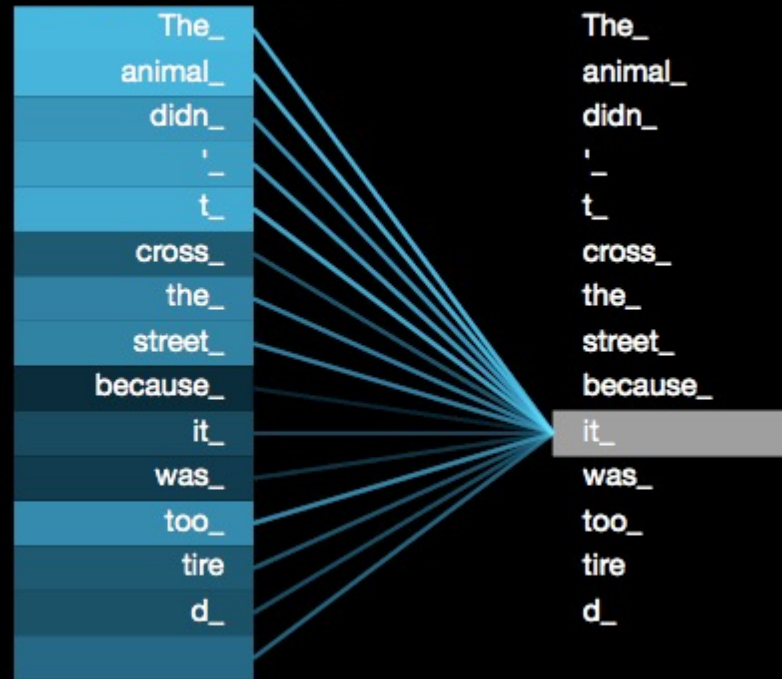 The_ The_
animal_ animal_
didn_ didn_
'_ '_
t_ t_
cross_ cross_
the_ the_
street_ street_
because_ because_
it_ it_
was_ was_
too_ too_
tire tire
d_ d_